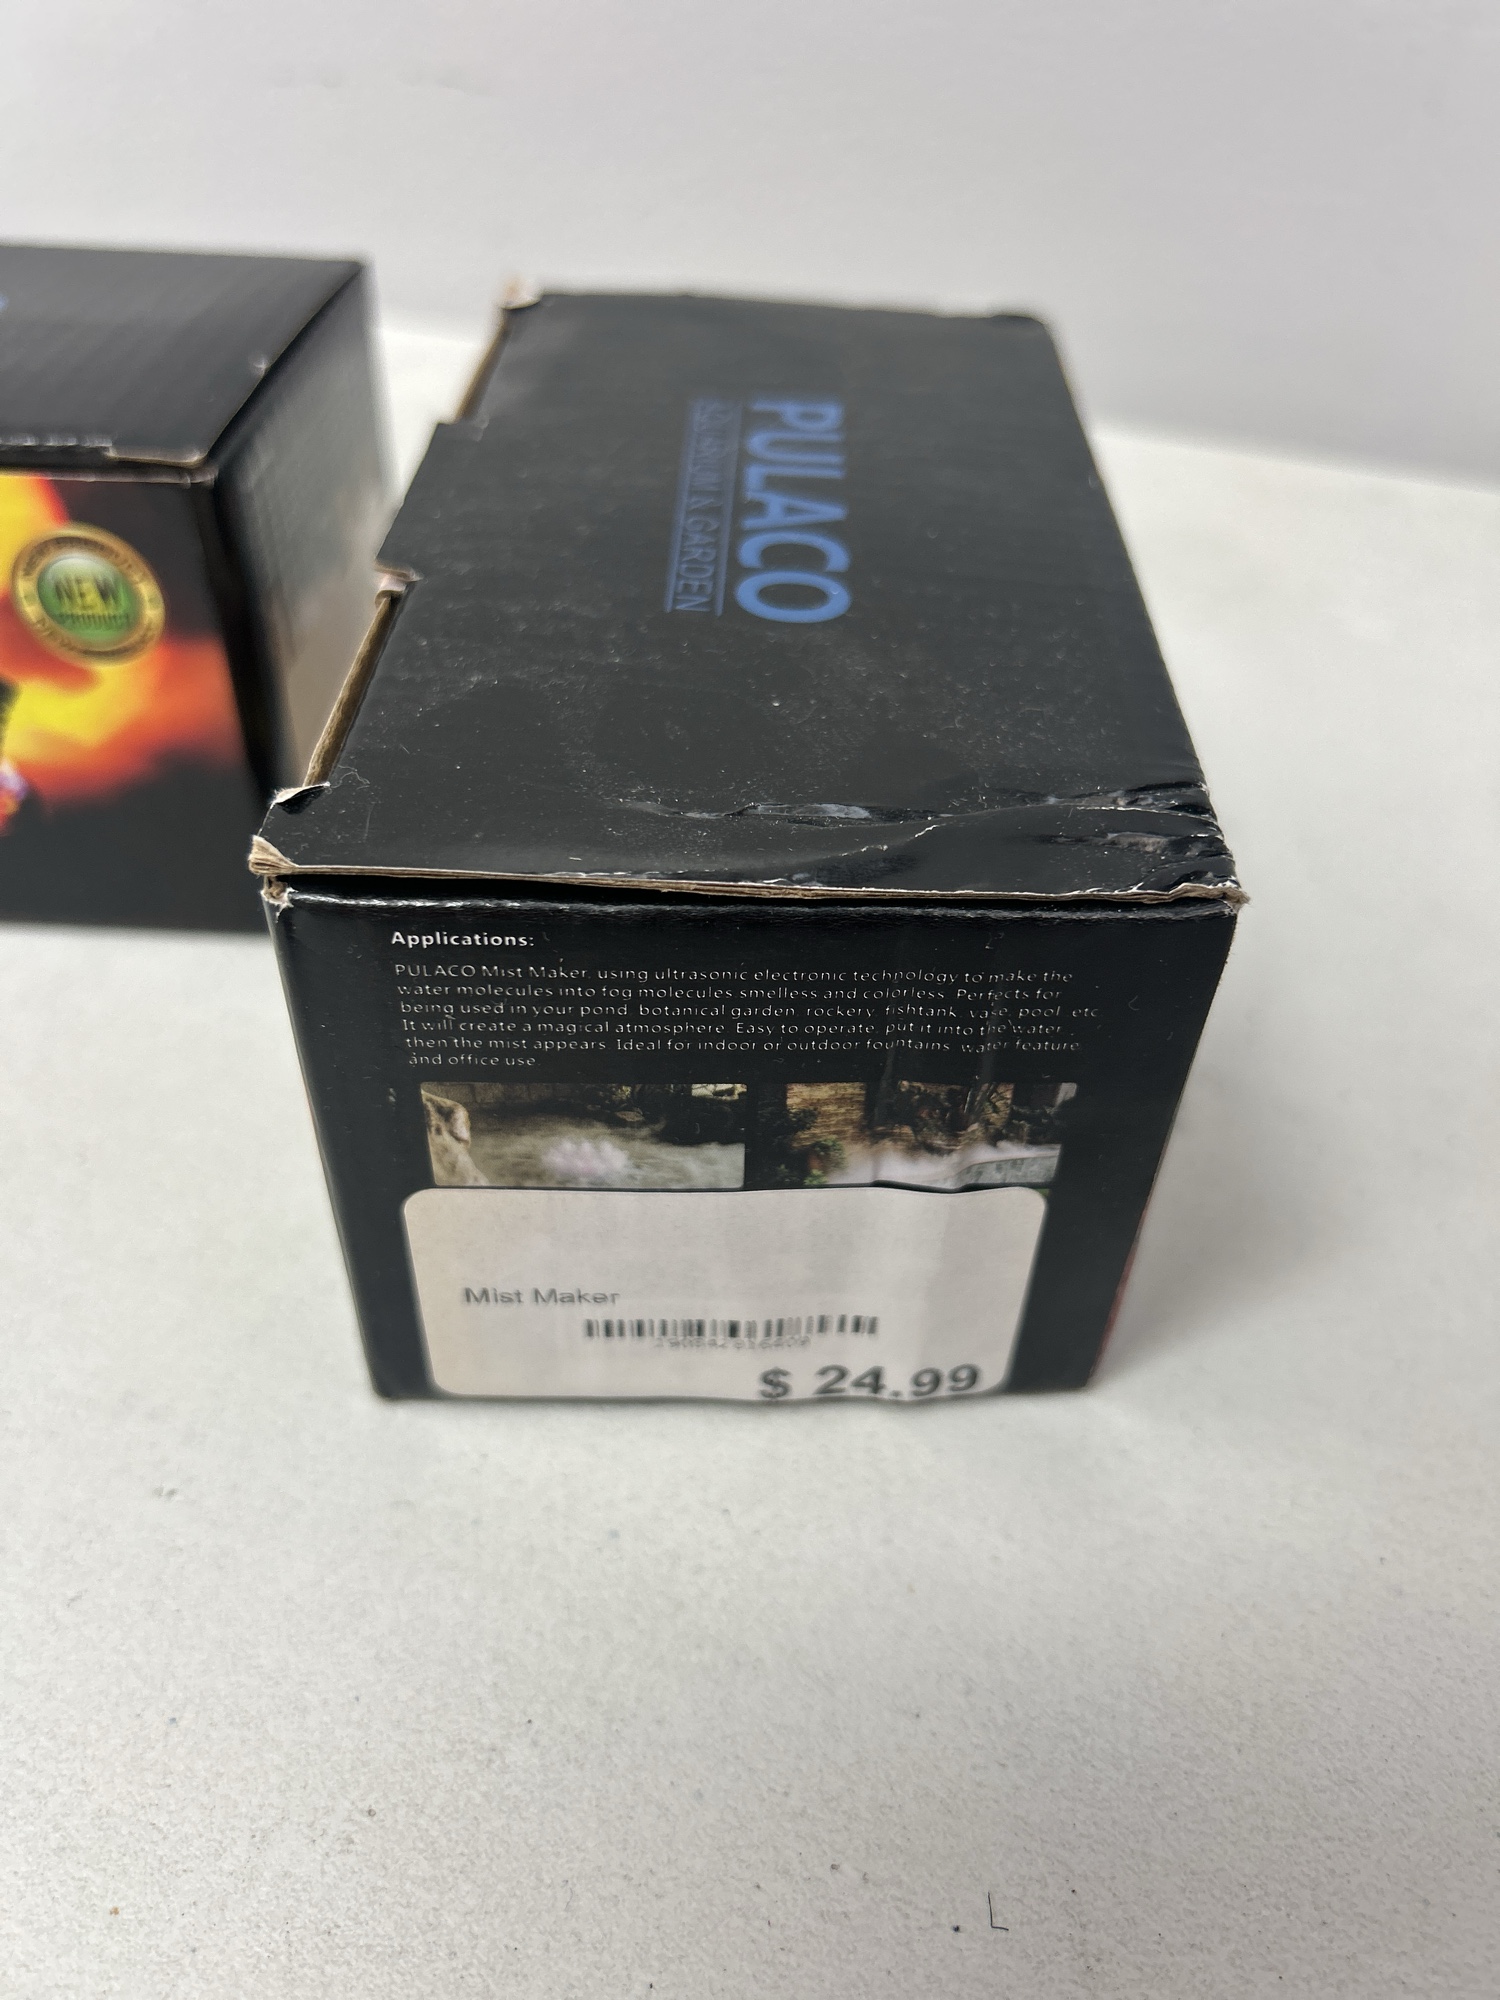 PULACO
AQUARIUM & GARDEN
NEW
PRODUCT
Applications:
PULACO Mist Maker, using ultrasonic electronic technology to make the
water molecules into fog molecules smelless and colorless. Perfects for
being used in your pond, botanical garden, rockery, fishtank, vase, pool, etc
It will create a magical atmosphere. Easy to operate, put it into the water,
then the mist appears. Ideal for indoor or outdoor fountains, water feature
and office use.
Mist Maker
$ 24.99